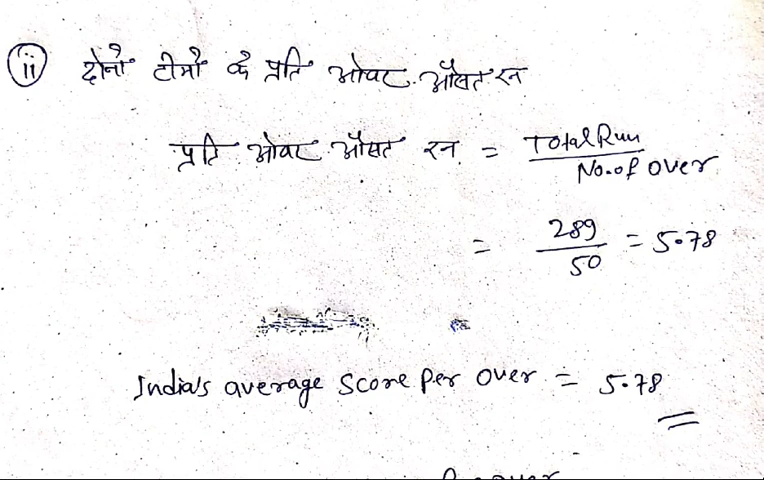 ii दोनो टीमो के प्रति ओवर औसत रन
प्रति ओवर औसत रन = Total Run / No. of over
= 289 / 50 = 5.78
India's average Score Per Over = 5.78